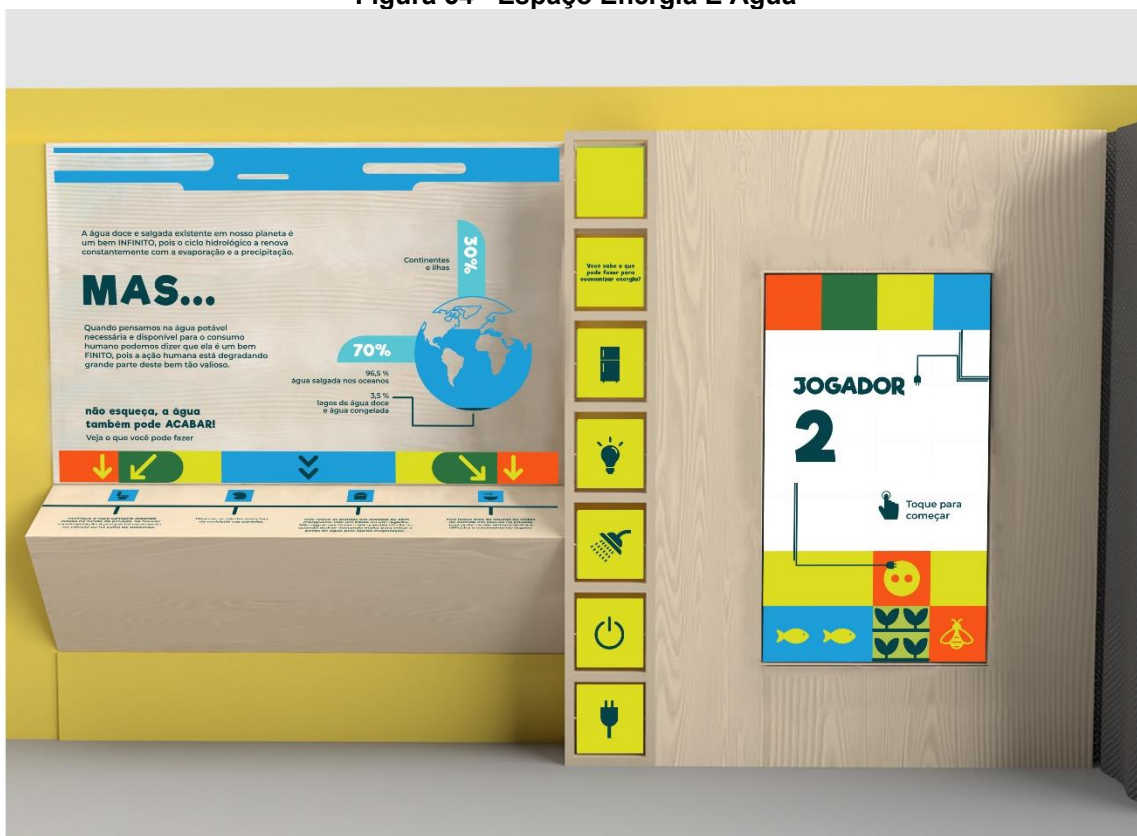 Figura 64 - Espaço Energia E Água
A água doce e salgada existente em nosso planeta é
um bem INFINITO, pois o ciclo hidrológico a renova
constantemente com a evaporação e a precipitação.
MAS...
Quando pensamos na água potável
necessária e disponível para o consumo
humano podemos dizer que ela é um bem
FINITO, pois a ação humana está degradando
grande parte deste bem tão valioso.
não esqueça, a água
também pode ACABAR!
Veja o que você pode fazer
Continentes
e ilhas
30%
70%
96,5 %
água salgada nos oceanos
3,5 %
lagos de água doce
e água congelada
Você sabe o que
pode fazer para
economizar energia?
JOGADOR
2
Toque para
começar